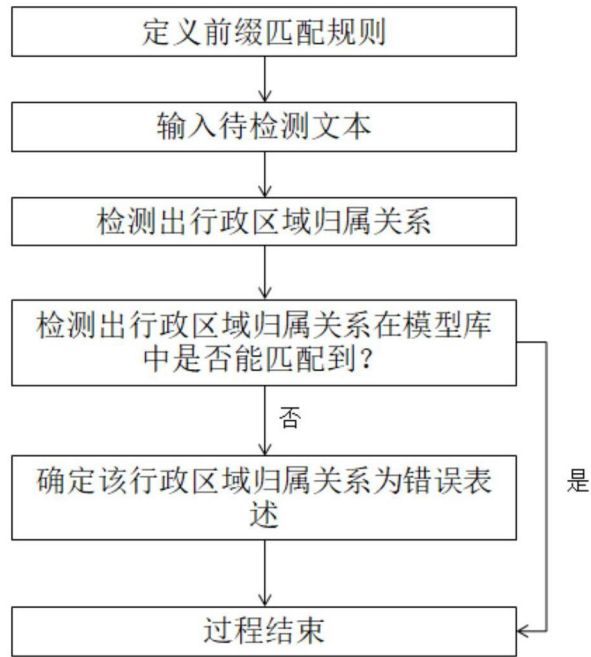 定义前缀匹配规则
输入待检测文本
检测出行政区域归属关系
检测出行政区域归属关系在模型库
中是否能匹配到？
否
确定该行政区域归属关系为错误表
述
是
过程结束